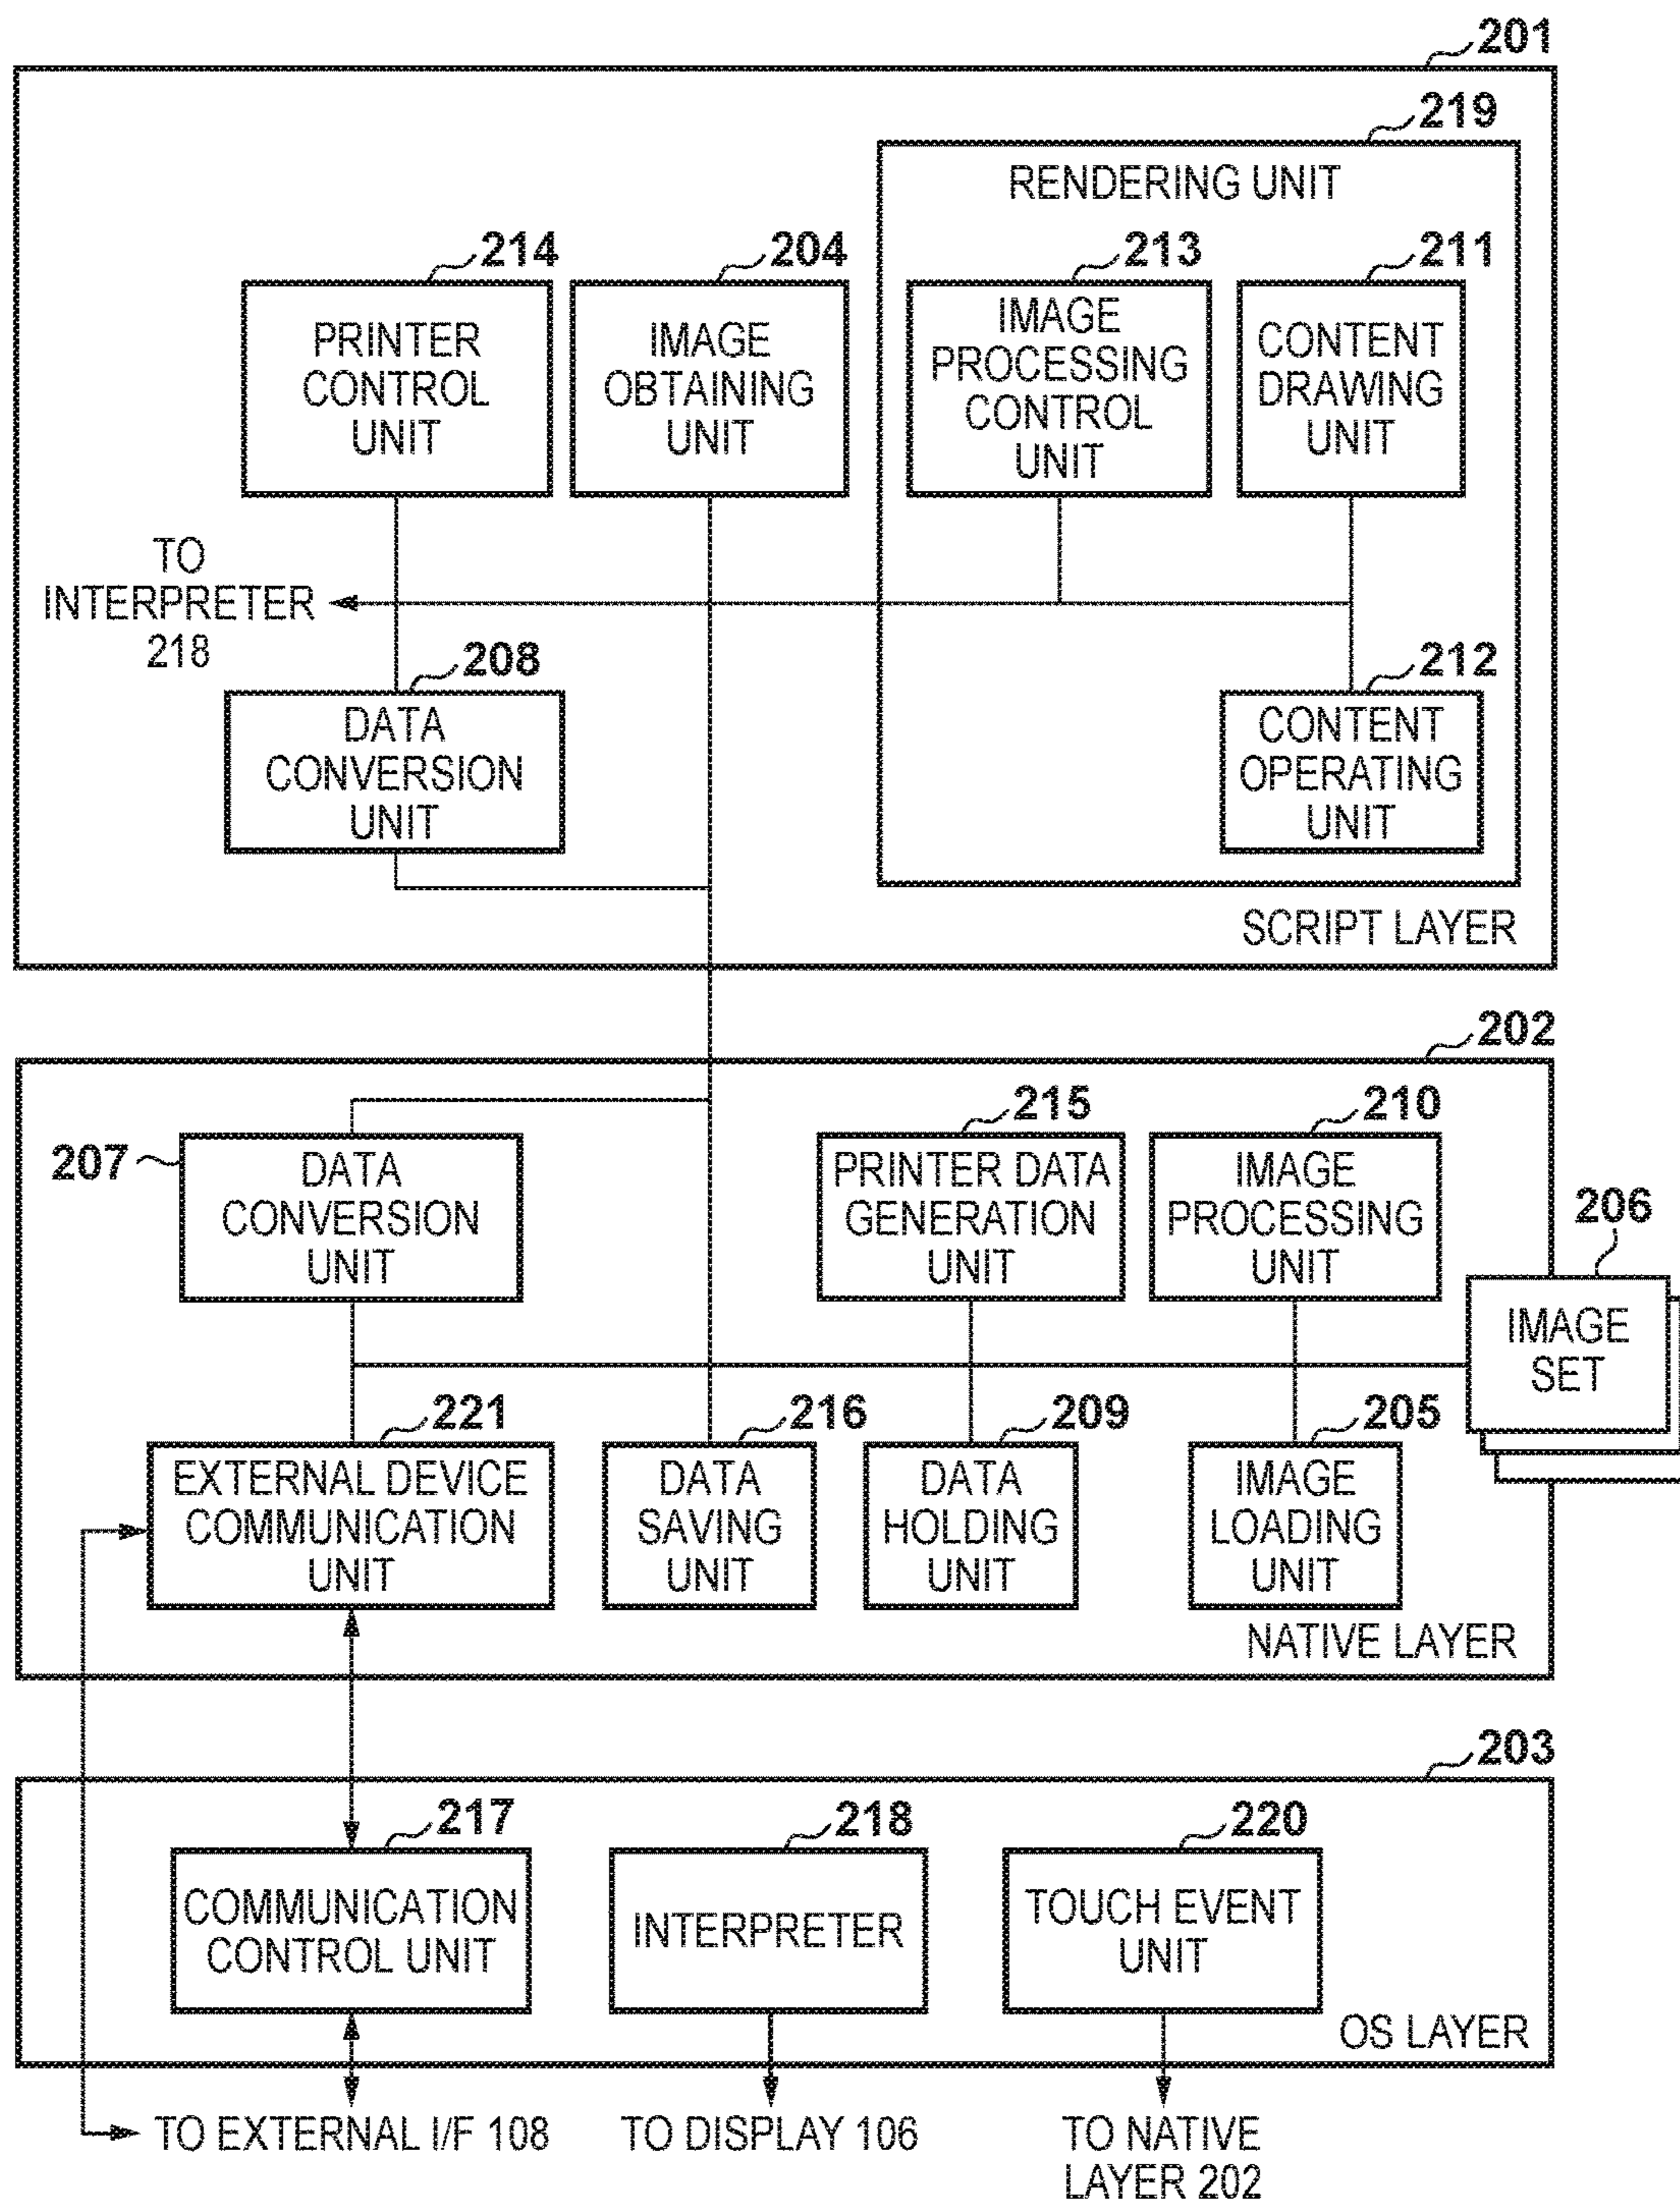 201
219
RENDERING UNIT
214
204
213
211
PRINTER
CONTROL
UNIT
IMAGE
OBTAINING
UNIT
IMAGE
PROCESSING
CONTROL
UNIT
CONTENT
DRAWING
UNIT
TO
INTERPRETER
218
208
212
DATA
CONVERSION
UNIT
CONTENT
OPERATING
UNIT
SCRIPT LAYER
202
207
215
210
DATA
CONVERSION
UNIT
PRINTER DATA
GENERATION
UNIT
IMAGE
PROCESSING
UNIT
206
IMAGE
SET
221
216
209
205
EXTERNAL DEVICE
COMMUNICATION
UNIT
DATA
SAVING
UNIT
DATA
HOLDING
UNIT
IMAGE
LOADING
UNIT
NATIVE LAYER
203
217
218
220
COMMUNICATION
CONTROL UNIT
INTERPRETER
TOUCH EVENT
UNIT
OS LAYER
TO EXTERNAL I/F 108
TO DISPLAY 106
TO NATIVE
LAYER 202